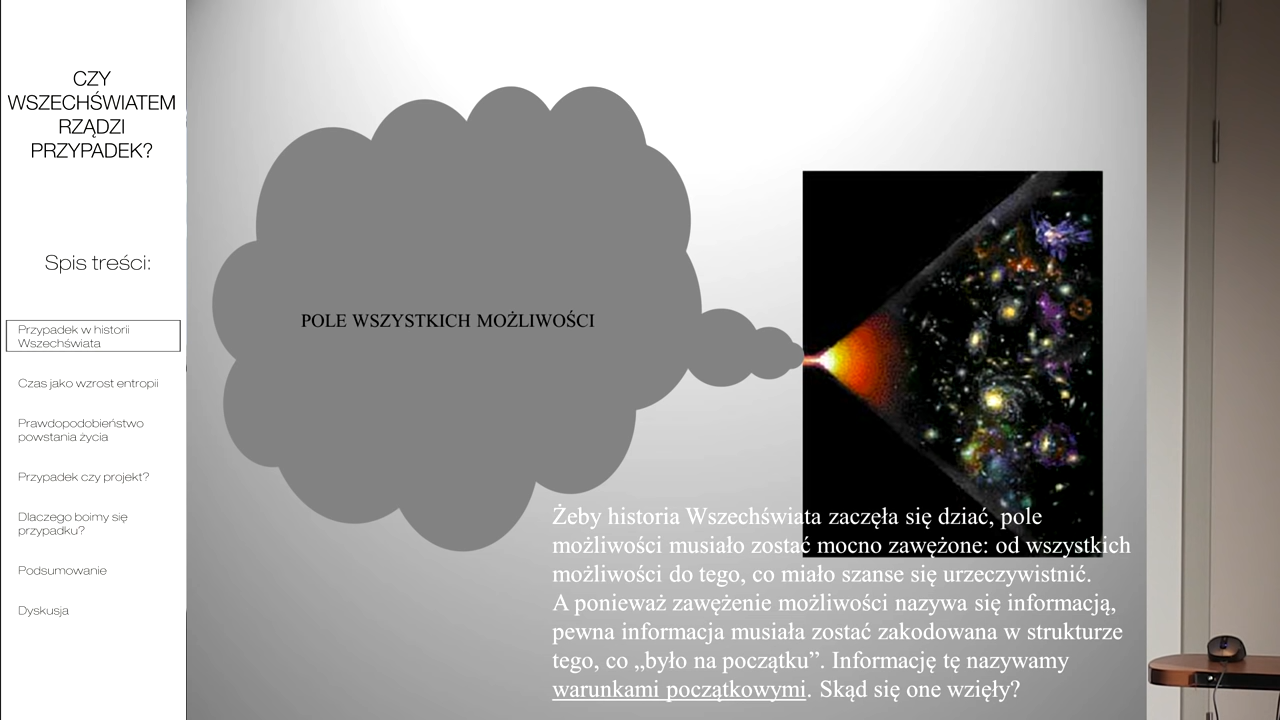 CZY
WSZECHŚWIATEM
RZĄDZI
PRZYPADEK?
Spis treści:
Przypadek w historii
Wszechświata
Czas jako wzrost entropii
Prawdopodobieństwo
powstania życia
Przypadek czy projekt?
Dlaczego boimy się
przypadku?
Podsumowanie
Dyskusja
POLE WSZYSTKICH MOŻLIWOŚCI
Żeby historia Wszechświata zaczęła się dziać, pole
możliwości musiało zostać mocno zawężone: od wszystkich
możliwości do tego, co miało szanse się urzeczywistnić.
A ponieważ zawężenie możliwości nazywa się informacją,
pewna informacja musiała zostać zakodowana w strukturze
tego, co „było na początku”. Informację tę nazywamy
warunkami początkowymi. Skąd się one wzięły?